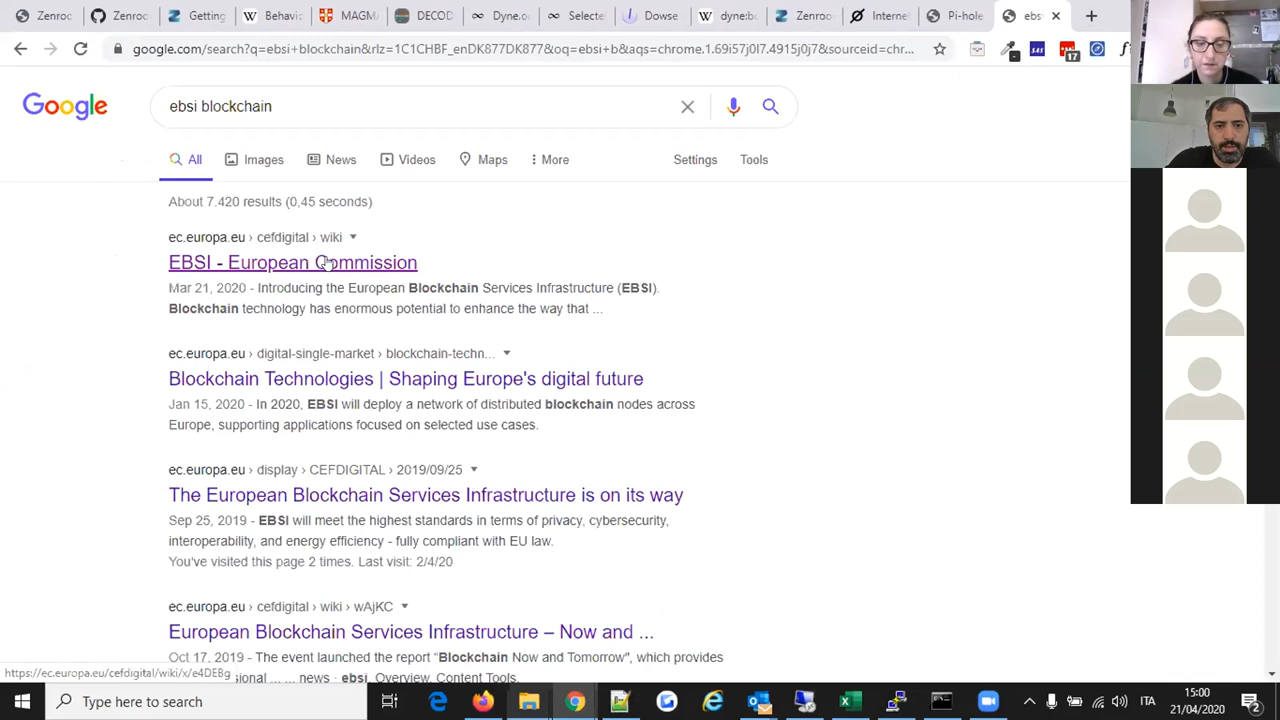 Zenroc
Zenroc
Getting
Behavi
MAGM
DECOD
Dyne.o
Selecte
Dowse
dyne:b
Zenroo
Internet
Pi-hole
ebsi
google.com/search?q=ebsi+blockchain&rlz=1C1CHBF_enDK877DK877&oq=ebsi+b&aqs=chrome.1.69i57j0l7.4915j0j7&sourceid=chr...
17
Google
ebsi blockchain
All
Images
News
Videos
Maps
More
Settings
Tools
About 7.420 results (0,45 seconds)
ec.europa.eu › cefdigital › wiki
EBSI - European Commission
Mar 21, 2020 - Introducing the European Blockchain Services Infrastructure (EBSI).
Blockchain technology has enormous potential to enhance the way that ...
ec.europa.eu › digital-single-market › blockchain-techn...
Blockchain Technologies | Shaping Europe's digital future
Jan 15, 2020 - In 2020, EBSI will deploy a network of distributed blockchain nodes across
Europe, supporting applications focused on selected use cases.
ec.europa.eu › display › CEFDIGITAL › 2019/09/25
The European Blockchain Services Infrastructure is on its way
Sep 25, 2019 - EBSI will meet the highest standards in terms of privacy, cybersecurity,
interoperability, and energy efficiency - fully compliant with EU law.
You've visited this page 2 times. Last visit: 2/4/20
ec.europa.eu › cefdigital › wiki › wAjKC
European Blockchain Services Infrastructure – Now and ...
Oct 17, 2019 - The event launched the report “Blockchain Now and Tomorrow”, which provides
sional ... ... news · ebsi. Overview. Content Tools.
https://ec.europa.eu/cefdigital/wiki/x/e4DEBg
Type here to search
ITA
15:00
21/04/2020
2